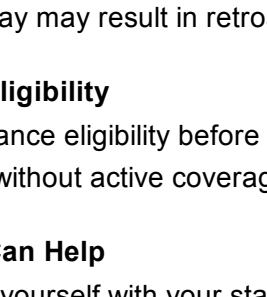 ay may result in retro
ligibility
ance eligibility before
without active coverag
Can Help
yourself with your sta